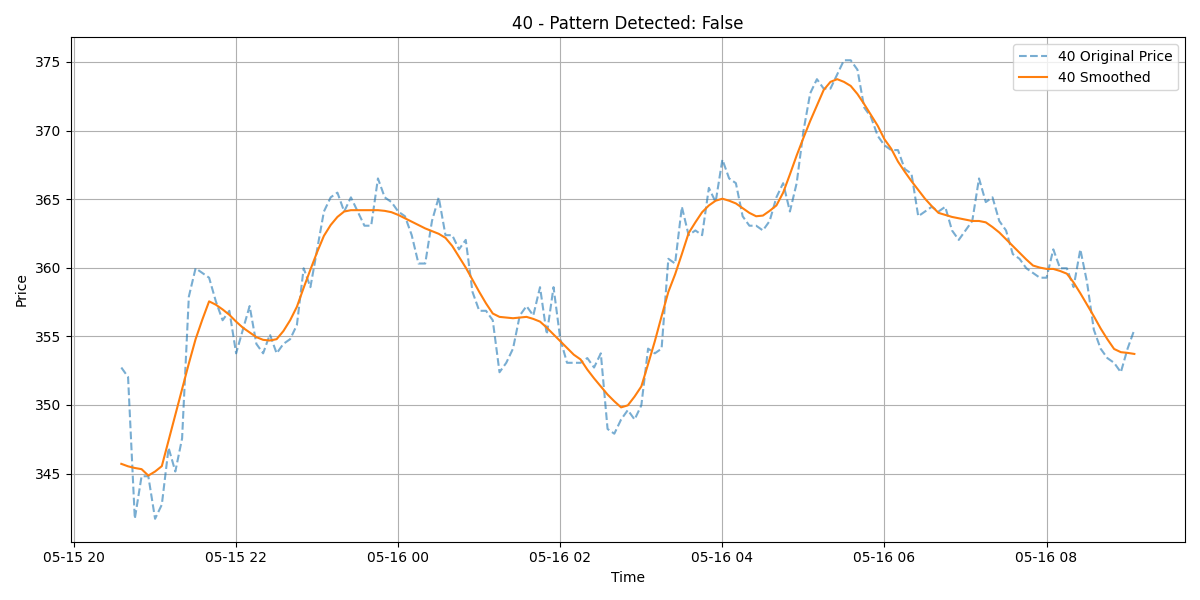 40 - Pattern Detected: False
40 Original Price
40 Smoothed
Price
375
370
365
360
355
350
345
05-15 20
05-15 22
05-16 00
05-16 02
05-16 04
05-16 06
05-16 08
Time